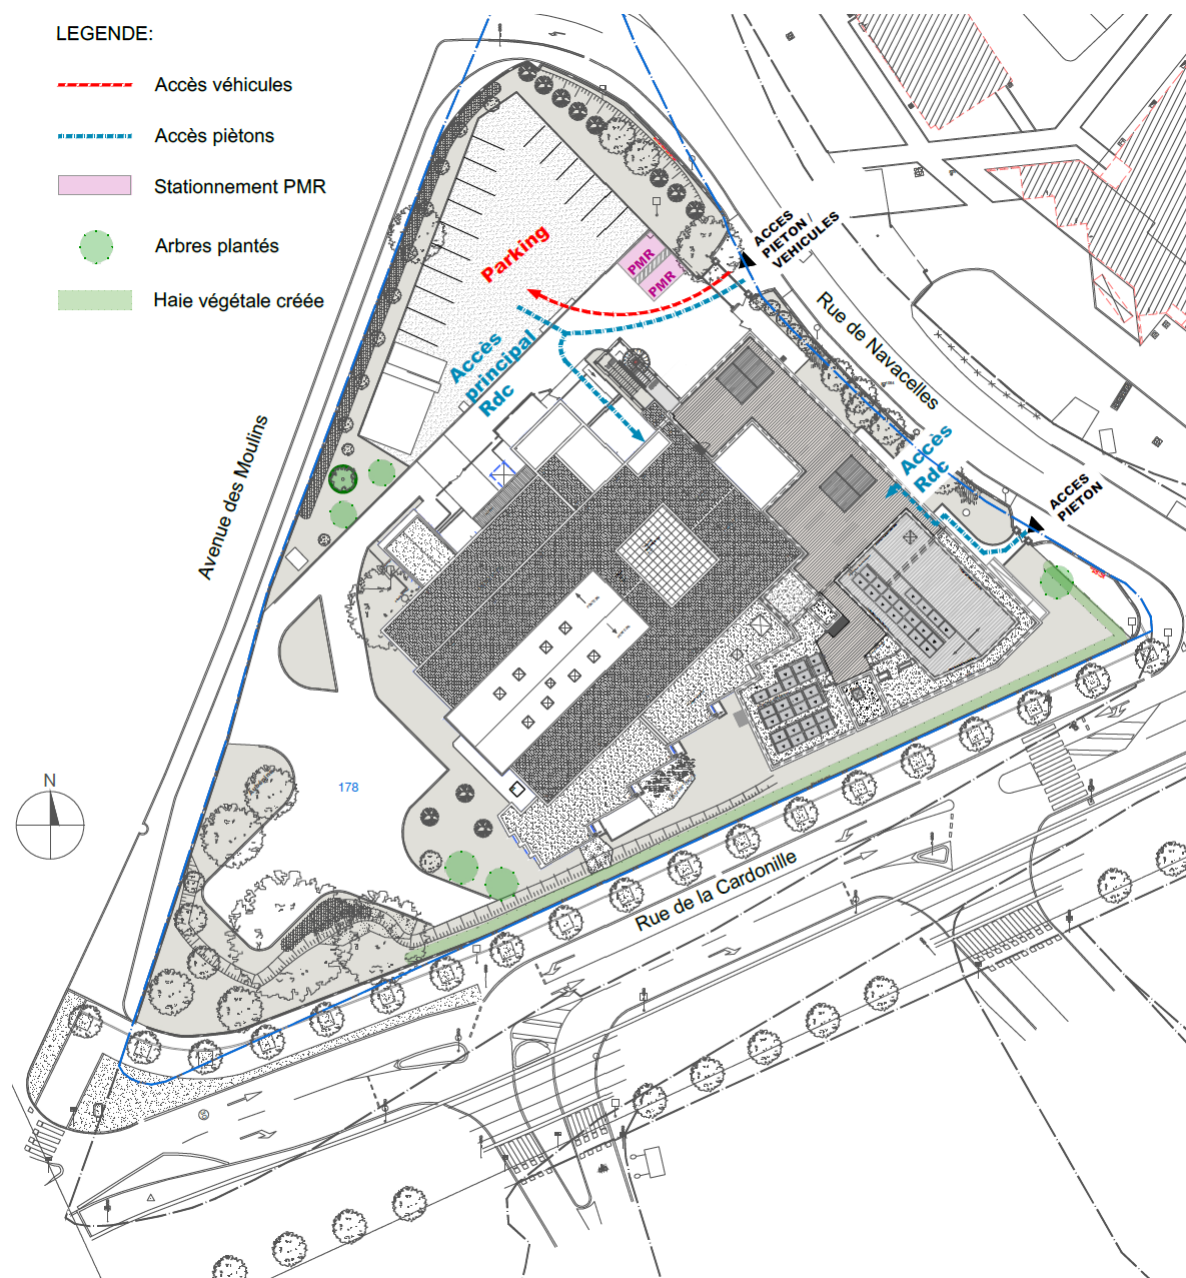 LEGENDE:
Accès véhicules
Accès piètons
Stationnement PMR
Arbres plantés
Haie végétale créée
ACCES
PIETON /
VEHICULES
PMR
PMR
Parking
Rue de Navacelles
Accès
principal
Rdc
Accès
Rdc
ACCES
PIETON
Avenue des Moulins
178
N
Rue de la Cardonille